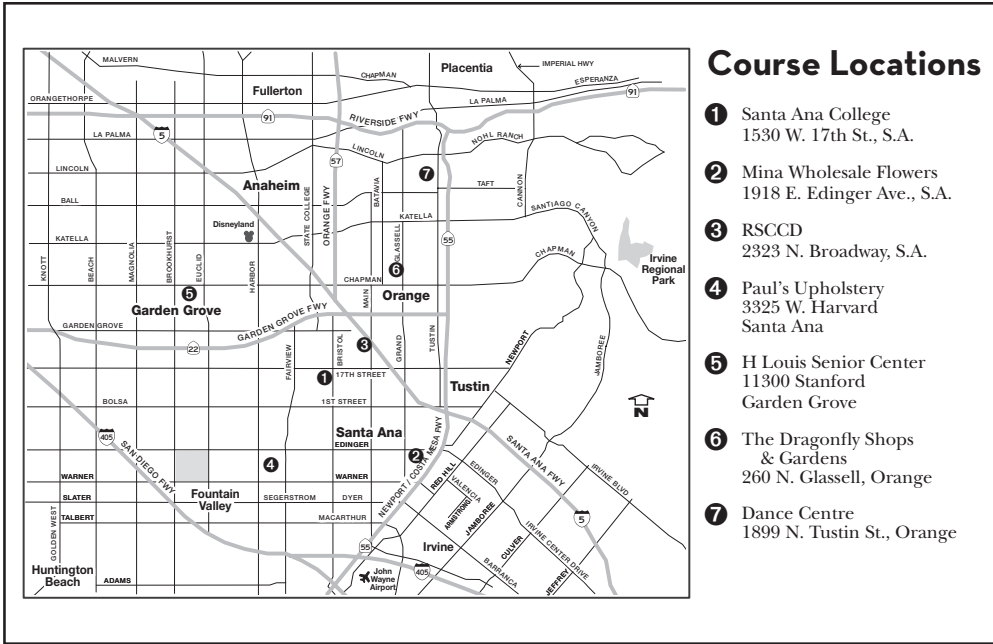 MALVERN
CHAPMAN
Placentia
IMPERIAL HWY
ESPERANZA
Fullerton
ORANGETHORPE
LA PALMA
91
91
RIVERSIDE FWY
LA PALMA
5
NOHL RANCH
LINCOLN
57
LINCOLN
7
Anaheim
BATAVIA
TAFT
CANNON
BALL
STATE COLLEGE
ORANGE FWY
KATELLA
SANTIAGO CANYON
Disneyland
KATELLA
GLASSELL
55
CHAPMAN
KNOTT
BEACH
MAGNOLIA
BROOKHURST
EUCLID
HARBOR
6
Irvine
Regional
Park
CHAPMAN
5
MAIN
Orange
Garden Grove
GARDEN GROVE FWY
GARDEN GROVE
22
FAIRVIEW
BRISTOL
3
GRAND
TUSTIN
NEWPORT
JAMBOREE
1
17TH STREET
Tustin
BOLSA
1ST STREET
N
405
SAN DIEGO FWY
Santa Ana
EDINGER
NEWPORT / COSTA MESA FWY
SANTA ANA FWY
2
4
WARNER
WARNER
RED HILL
EDINGER
IRVINE BLVD
VALENCIA
SLATER
Fountain
Valley
SEGERSTROM
DYER
ARMSTRONG
JAMBOREE
TALBERT
MACARTHUR
5
GOLDEN WEST
55
Irvine
CULVER
IRVINE CENTER DRIVE
Huntington
Beach
ADAMS
John
Wayne
Airport
405
BARRANCA
JEFFREY
Course Locations
1 Santa Ana College
1530 W. 17th St., S.A.
2 Mina Wholesale Flowers
1918 E. Edinger Ave., S.A.
3 RSCCD
2323 N. Broadway, S.A.
4 Paul’s Upholstery
3325 W. Harvard
Santa Ana
5 H Louis Senior Center
11300 Stanford
Garden Grove
6 The Dragonfly Shops
& Gardens
260 N. Glassell, Orange
7 Dance Centre
1899 N. Tustin St., Orange